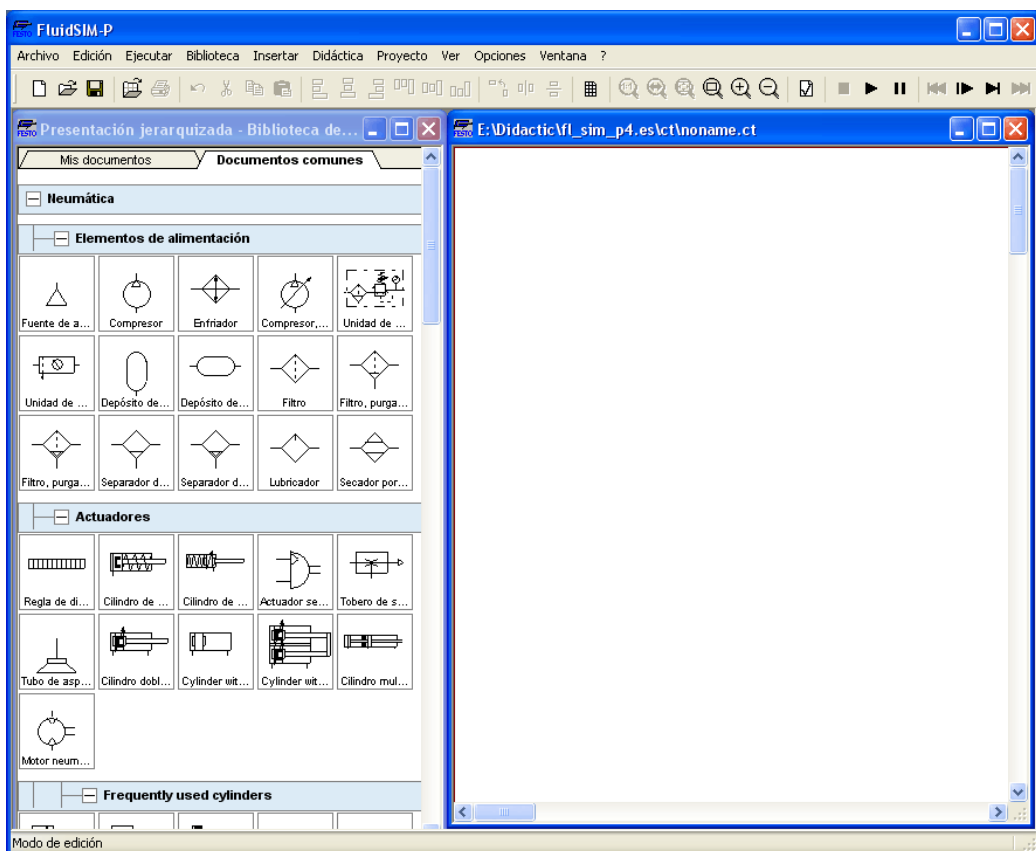 FluidSIM-P
Archivo Edición Ejecutar Biblioteca Insertar Didáctica Proyecto Ver Opciones Ventana ?
FESTO Presentación jerarquizada - Biblioteca de...
FESTO E:\Didactic\fl_sim_p4.es\ct\noname.ct
Mis documentos Documentos comunes
Neumática
Elementos de alimentación
Fuente de a... Compresor Enfriador Compresor,... Unidad de ...
Unidad de ... Depósito de... Depósito de... Filtro Filtro, purga...
Filtro, purga... Separador d... Separador d... Lubricador Secador por...
Actuadores
Regla de di... Cilindro de ... Cilindro de ... Actuador se... Tobero de s...
Tubo de asp... Cilindro dobl... Cylinder wit... Cylinder wit... Cilindro mul...
Motor neum...
Frequently used cylinders
Modo de edición